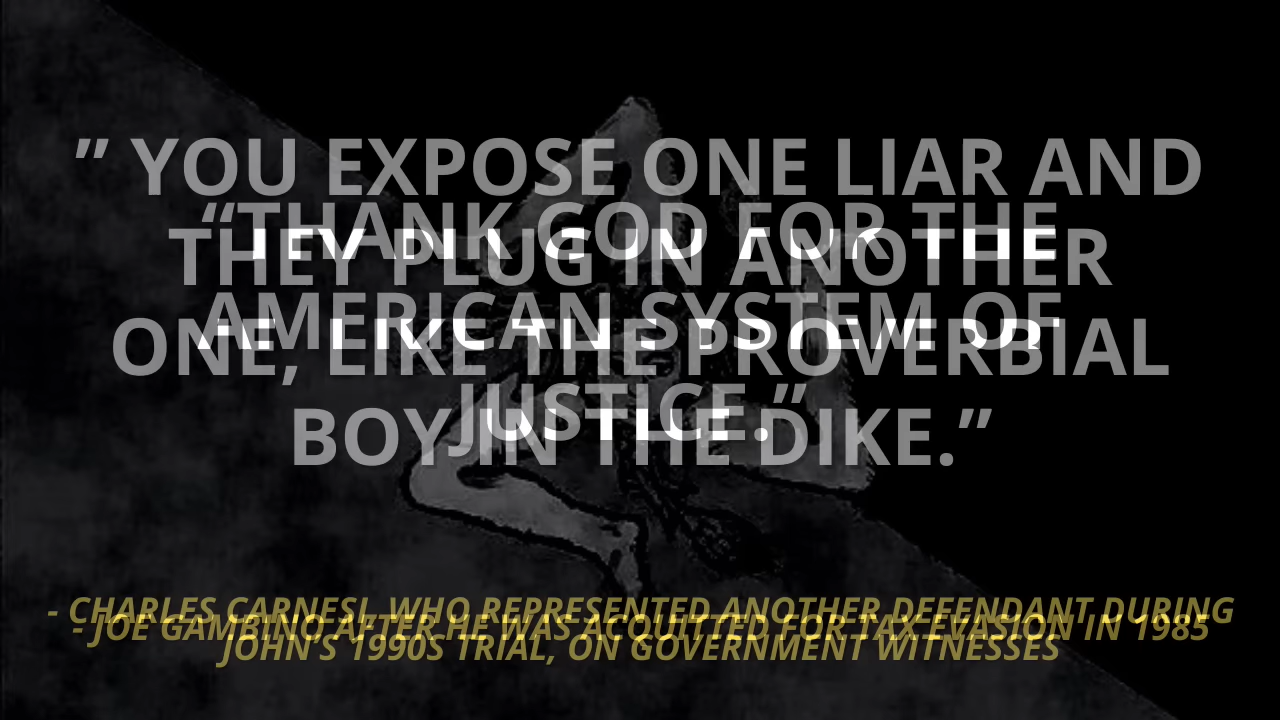 ” YOU EXPOSE ONE LIAR AND
THEY PLUG IN ANOTHER
ONE, LIKE THE PROVERBIAL
BOY IN THE DIKE.”
“THANK GOD FOR THE
AMERICAN SYSTEM OF
JUSTICE.”
- CHARLES CARNESI, WHO REPRESENTED ANOTHER DEFENDANT DURING
JOHN'S 1990S TRIAL, ON GOVERNMENT WITNESSES
- JOE GAMBINO AFTER HE WAS ACQUITTED FOR TAX EVASION IN 1985